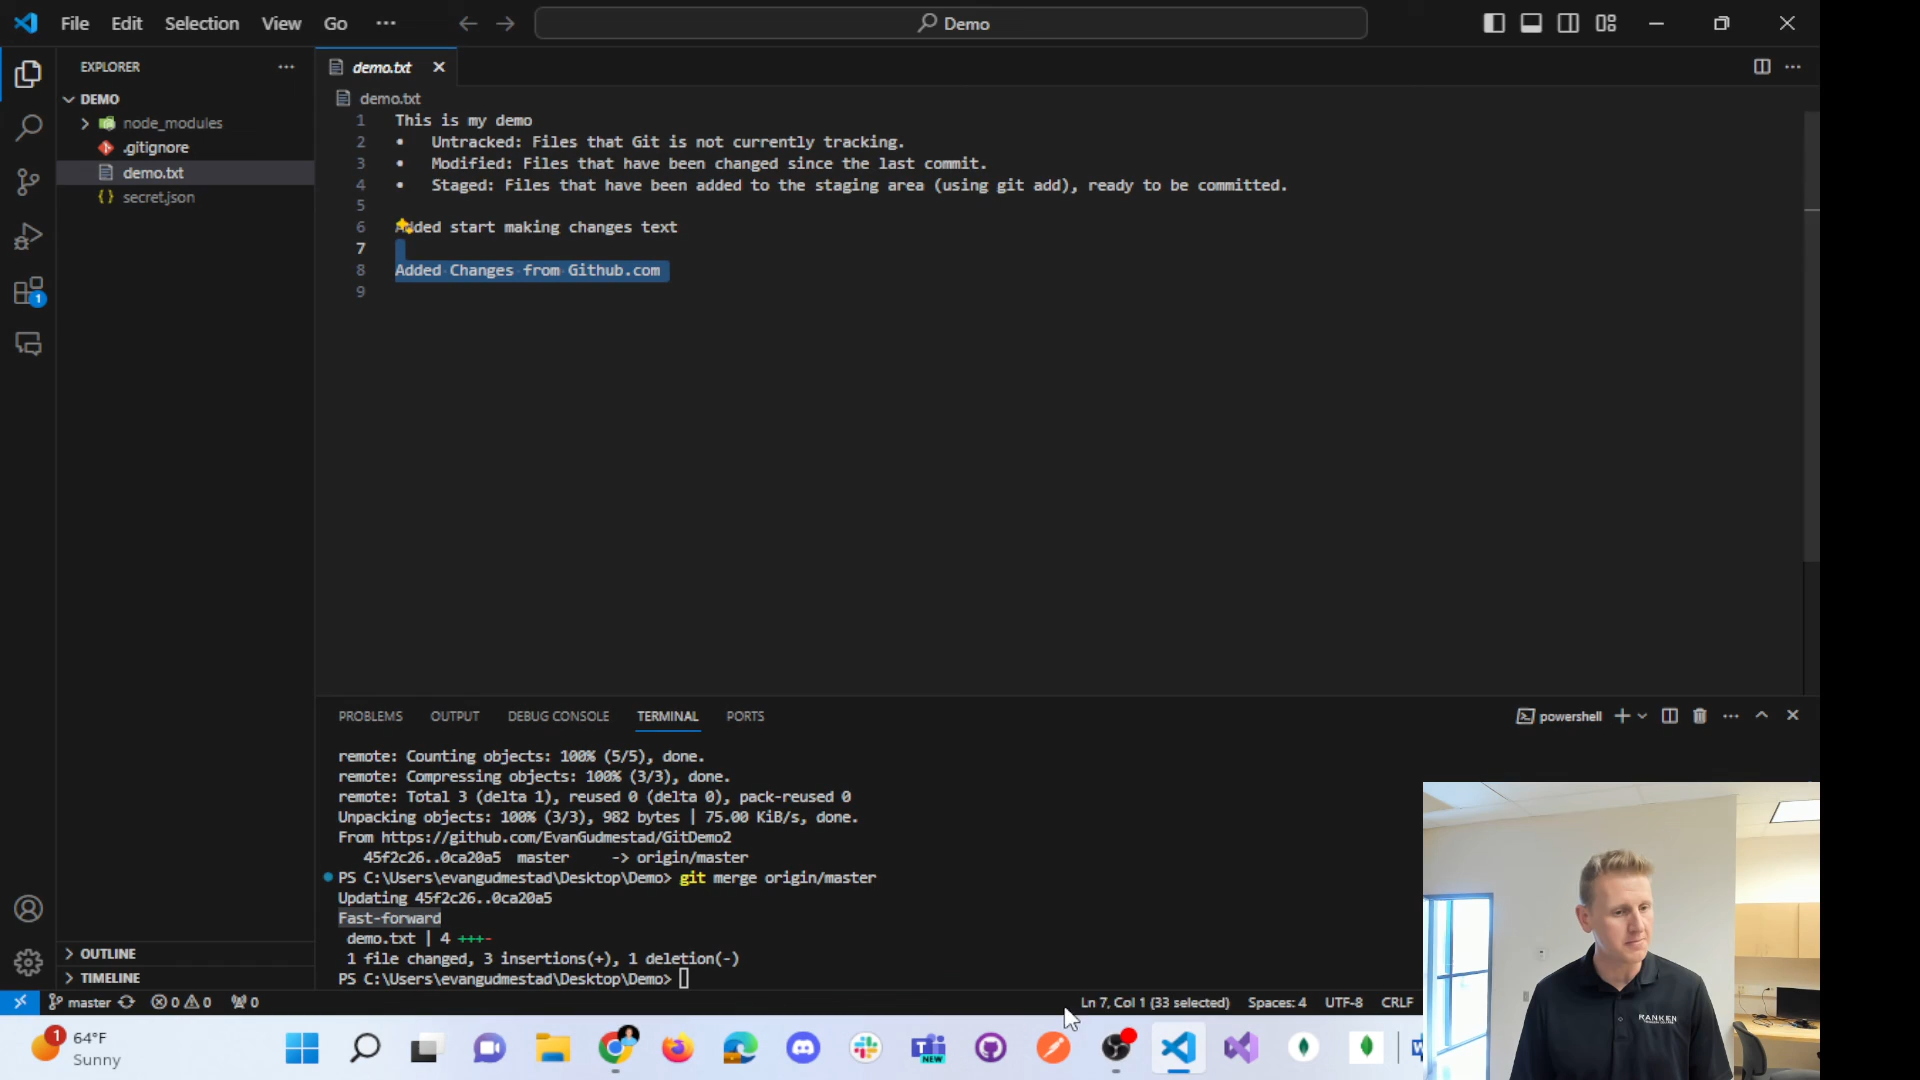 File Edit Selection View Go ···
Demo
EXPLORER
DEMO
node_modules
.gitignore
demo.txt
secret.json
OUTLINE
TIMELINE
1
demo.txt
demo.txt
1 This is my demo
2 • Untracked: Files that Git is not currently tracking.
3 • Modified: Files that have been changed since the last commit.
4 • Staged: Files that have been added to the staging area (using git add), ready to be committed.
5
6 Added start making changes text
7
8 Added Changes from Github.com
9
PROBLEMS OUTPUT DEBUG CONSOLE TERMINAL PORTS
powershell
remote: Counting objects: 100% (5/5), done.
remote: Compressing objects: 100% (3/3), done.
remote: Total 3 (delta 1), reused 0 (delta 0), pack-reused 0
Unpacking objects: 100% (3/3), 982 bytes | 75.00 KiB/s, done.
From https://github.com/EvanGudmestad/GitDemo2
45f2c26..0ca20a5 master -> origin/master
PS C:\Users\evangudmestad\Desktop\Demo> git merge origin/master
Updating 45f2c26..0ca20a5
Fast-forward
demo.txt | 4 +++-
1 file changed, 3 insertions(+), 1 deletion(-)
PS C:\Users\evangudmestad\Desktop\Demo>
master 0 0 0 Ln 7, Col 1 (33 selected) Spaces: 4 UTF-8 CRLF
RANKEN
1 64°F
Sunny
NEW